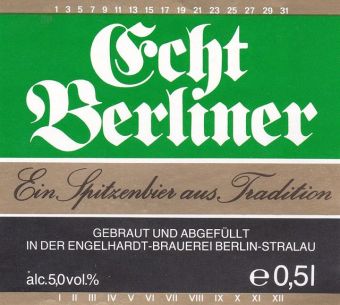 1 3 5 7 9 11 13 15 17 19 21 23 25 27 29 31
Echt
Berliner
Ein Spitzenbier aus Tradition
GEBRAUT UND ABGEFÜLLT
IN DER ENGELHARDT-BRAUEREI BERLIN-STRALAU
alc.5,0vol.% ℮0,5l
I II III IV V VI VII VIII IX X XI XII